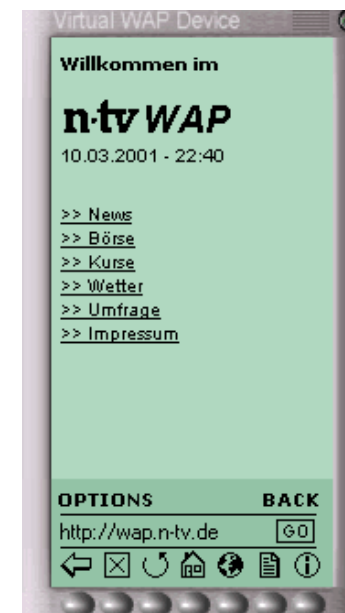 Virtual WAP Device
Willkommen im
n·tv WAP
10.03.2001 - 22:40
>> News
>> Börse
>> Kurse
>> Wetter
>> Umfrage
>> Impressum
OPTIONS BACK
http://wap.n-tv.de GO